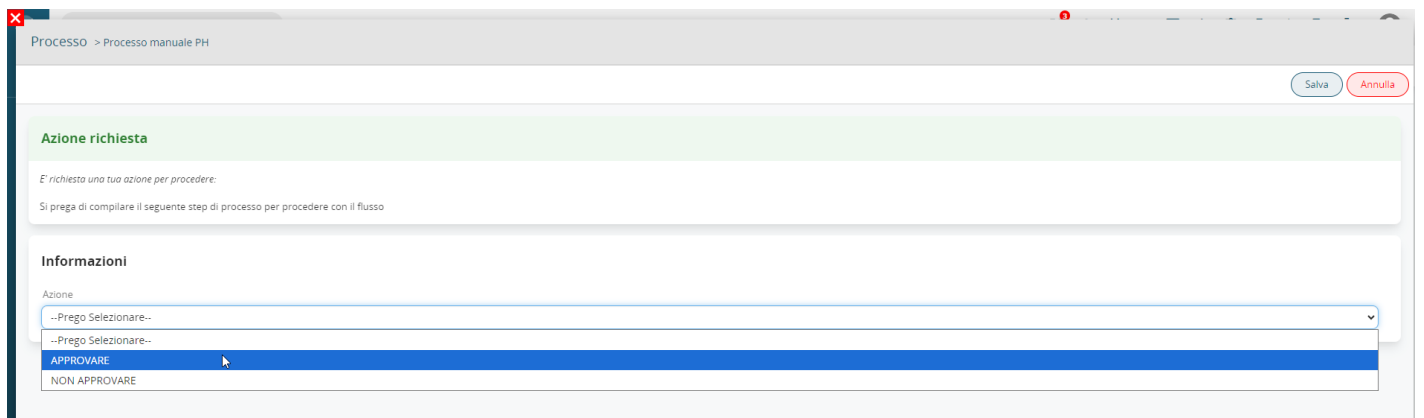 3
Processo > Processo manuale PH
Salva Annulla
Azione richiesta
E' richiesta una tua azione per procedere:
Si prega di compilare il seguente step di processo per procedere con il flusso
Informazioni
Azione
--Prego Selezionare--
--Prego Selezionare--
APPROVARE
NON APPROVARE